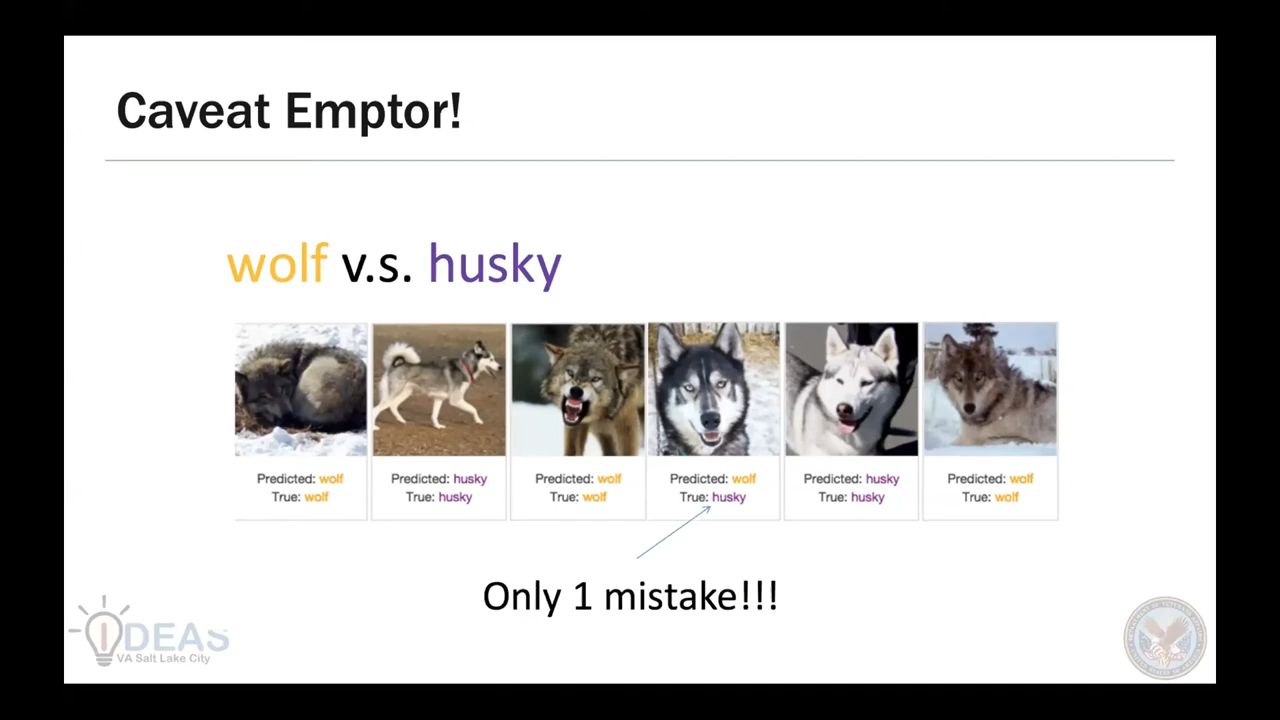 Caveat Emptor!
wolf v.s. husky
Predicted: wolf
True: wolf
Predicted: husky
True: husky
Predicted: wolf
True: wolf
Predicted: wolf
True: husky
Predicted: husky
True: husky
Predicted: wolf
True: wolf
Only 1 mistake!!!
IDEAS
VA Salt Lake City